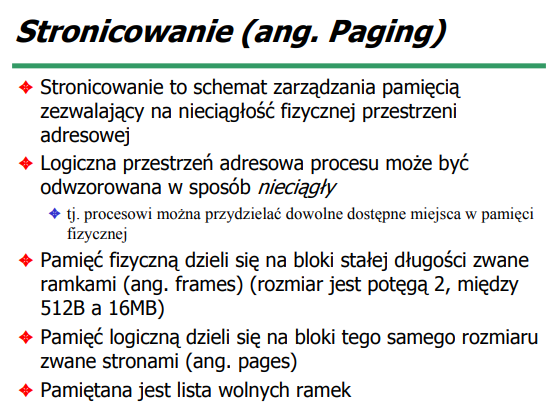 Stronicowanie (ang. Paging)
Stronicowanie to schemat zarządzania pamięcią
zezwalający na nieciągłość fizycznej przestrzeni
adresowej
Logiczna przestrzeń adresowa procesu może być
odwzorowana w sposób nieciągły
tj. procesowi można przydzielać dowolne dostępne miejsca w pamięci
fizycznej
Pamięć fizyczną dzieli się na bloki stałej długości zwane
ramkami (ang. frames) (rozmiar jest potęgą 2, między
512B a 16MB)
Pamięć logiczną dzieli się na bloki tego samego rozmiaru
zwane stronami (ang. pages)
Pamiętana jest lista wolnych ramek